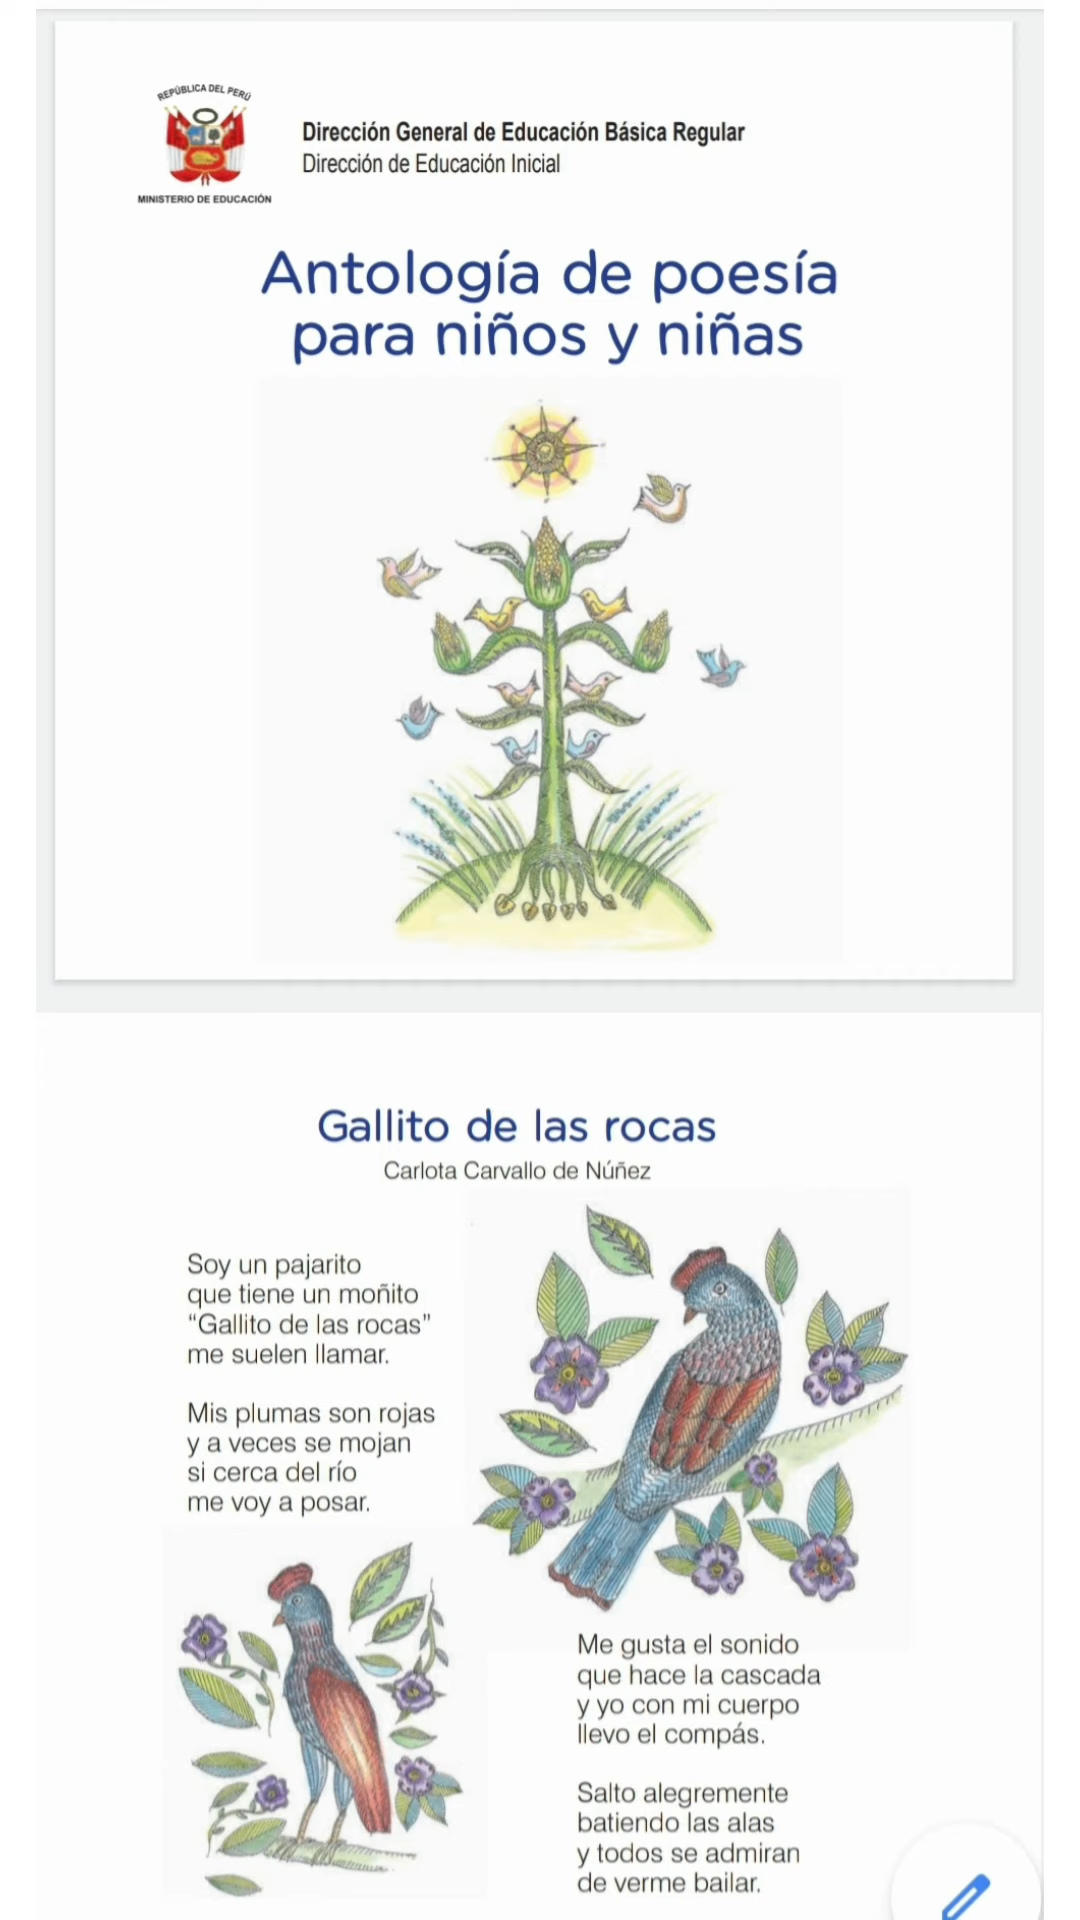 REPÚBLICA DEL PERÚ
MINISTERIO DE EDUCACIÓN
Dirección General de Educación Básica Regular
Dirección de Educación Inicial
Antología de poesía
para niños y niñas
Gallito de las rocas
Carlota Carvallo de Núñez
Soy un pajarito
que tiene un moñito
“Gallito de las rocas”
me suelen llamar.
Mis plumas son rojas
y a veces se mojan
si cerca del río
me voy a posar.
Me gusta el sonido
que hace la cascada
y yo con mi cuerpo
llevo el compás.
Salto alegremente
batiendo las alas
y todos se admiran
de verme bailar.